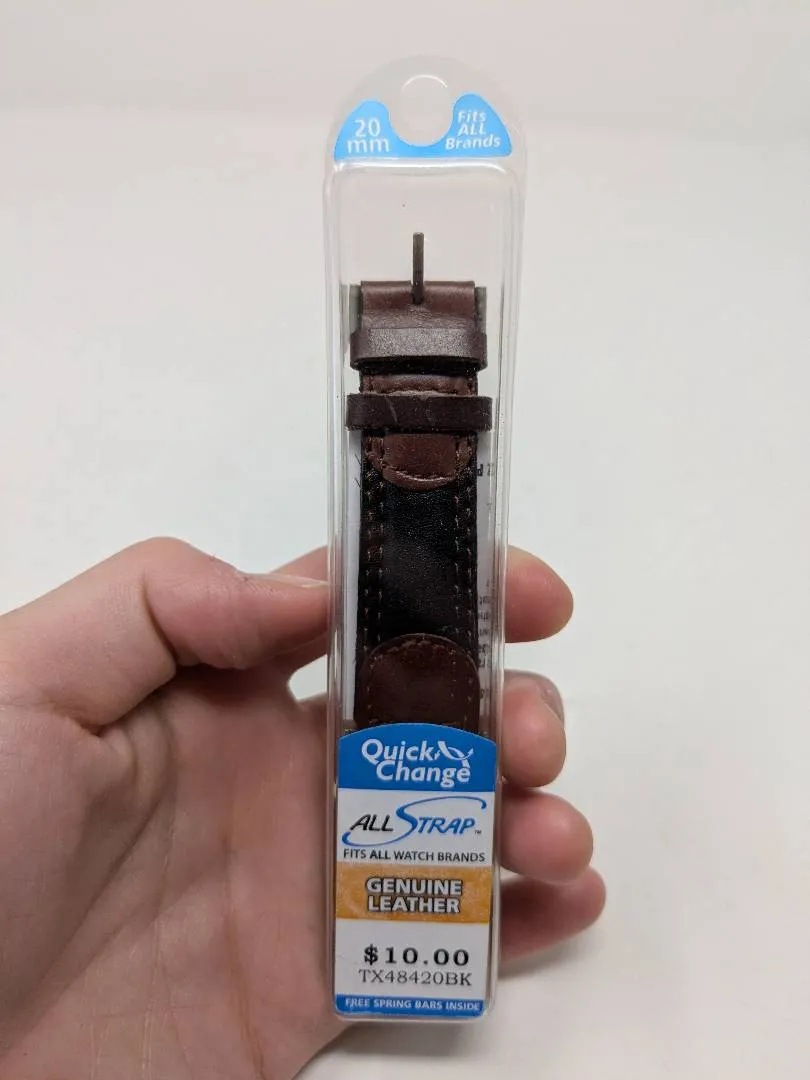 20
mm
Fits
ALL
Brands
Quick
Change
ALL STRAP™
FITS ALL WATCH BRANDS
GENUINE
LEATHER
$10.00
TX48420BK
FREE SPRING BARS INSIDE